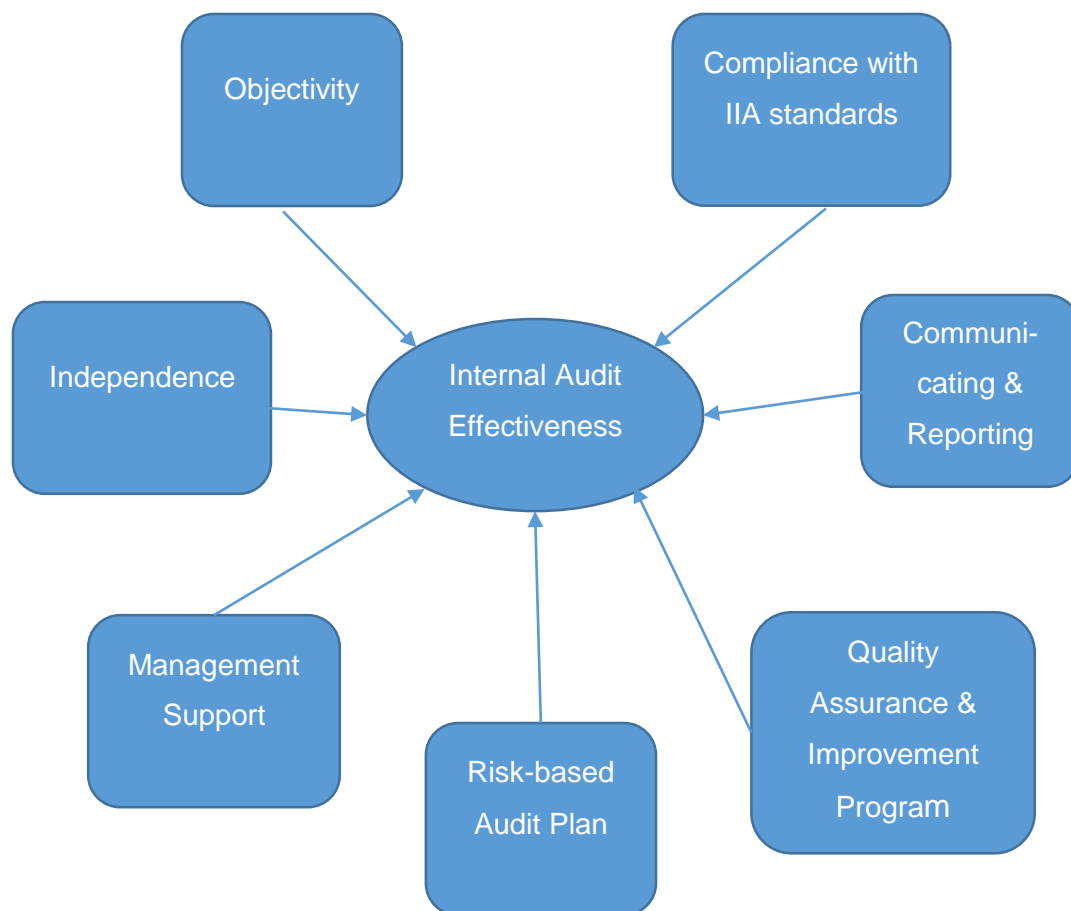 Objectivity
Compliance with
IIA standards
Independence
Internal Audit
Effectiveness
Communi-
cating &
Reporting
Management
Support
Risk-based
Audit Plan
Quality
Assurance &
Improvement
Program